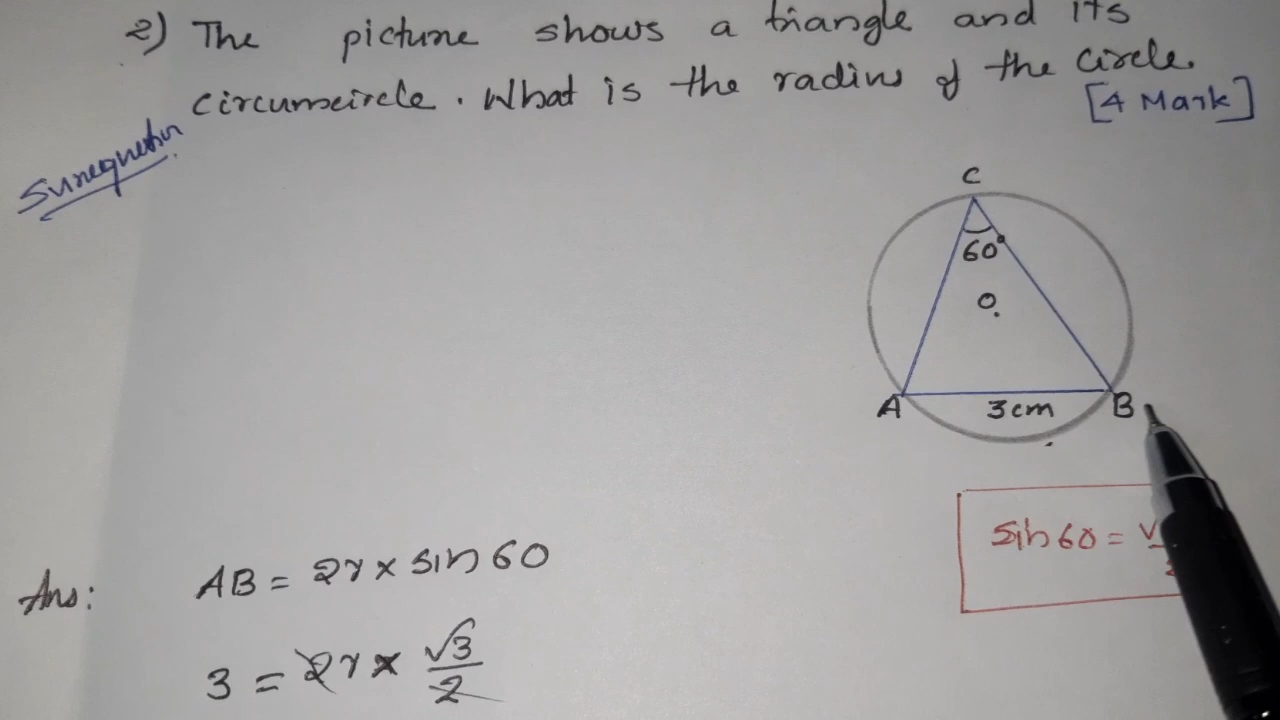 2) The picture shows a triangle and its
circumcircle. What is the radius of the circle.
[4 Mark]
C
60°
O
A
3cm
B
sin 60 = √
Ans: AB = 2r × sin 60
3 = 2r × √3/2